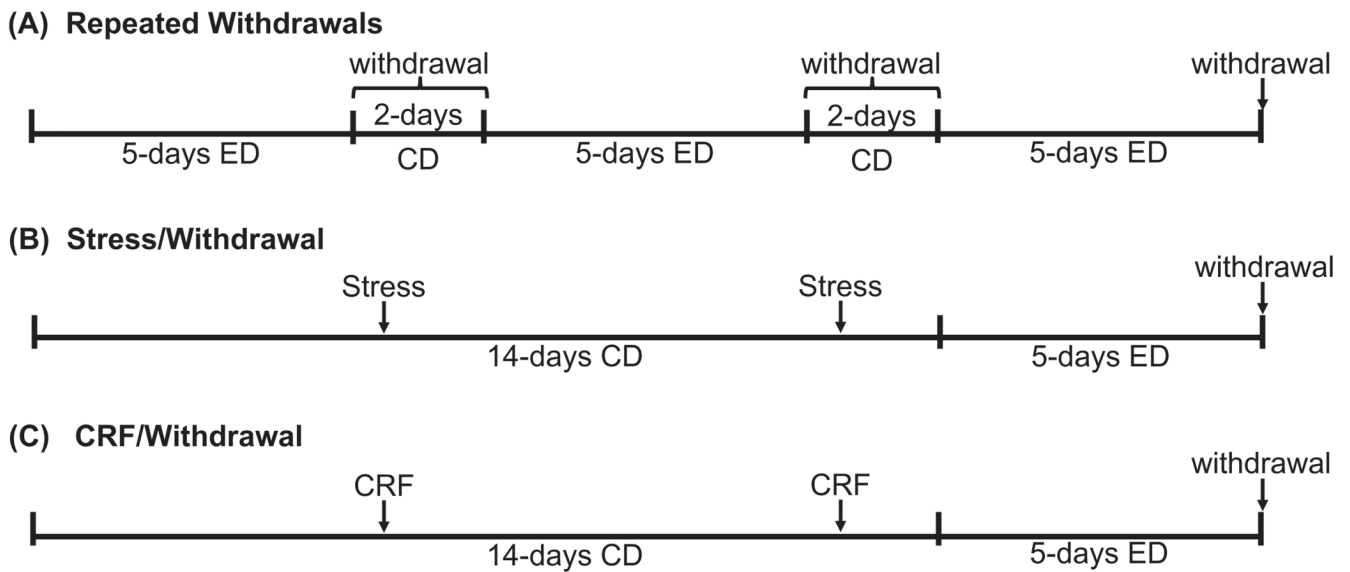 (A) Repeated Withdrawals
withdrawal withdrawal withdrawal
2-days 2-days
5-days ED CD 5-days ED CD 5-days ED
(B) Stress/Withdrawal
Stress Stress withdrawal
14-days CD 5-days ED
(C) CRF/Withdrawal
CRF CRF withdrawal
14-days CD 5-days ED